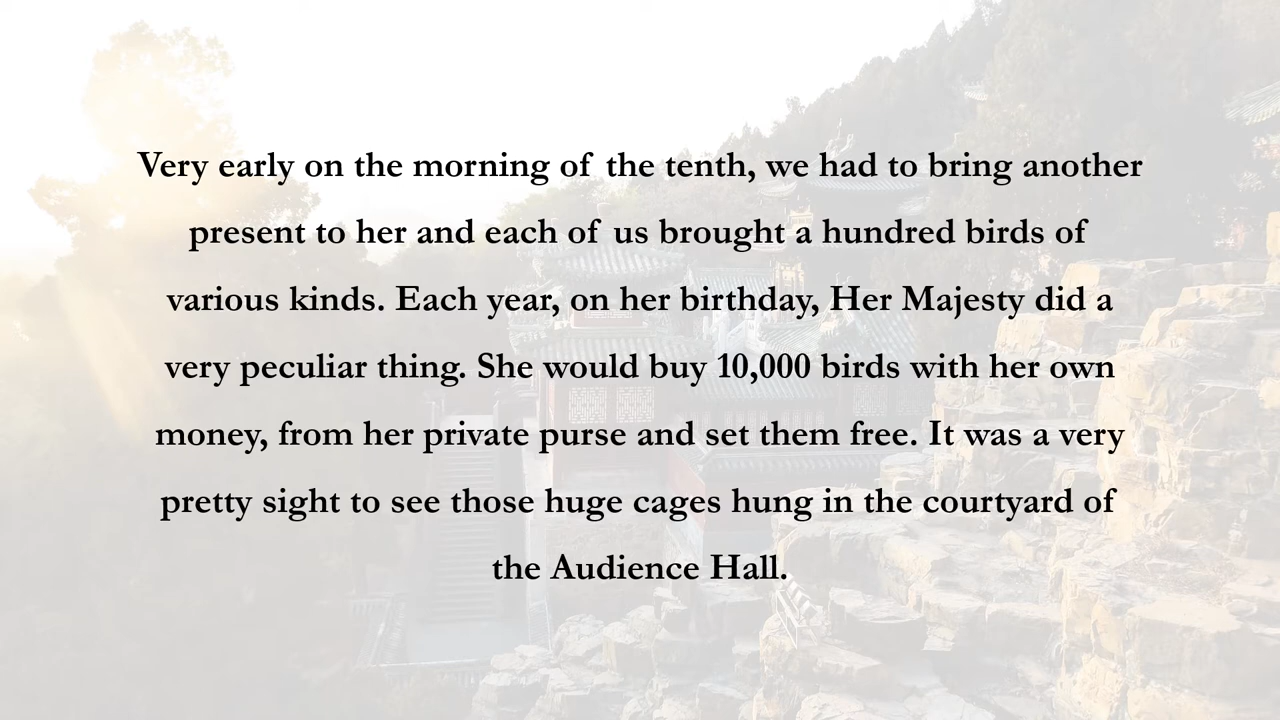 Very early on the morning of the tenth, we had to bring another
present to her and each of us brought a hundred birds of
various kinds. Each year, on her birthday, Her Majesty did a
very peculiar thing. She would buy 10,000 birds with her own
money, from her private purse and set them free. It was a very
pretty sight to see those huge cages hung in the courtyard of
the Audience Hall.